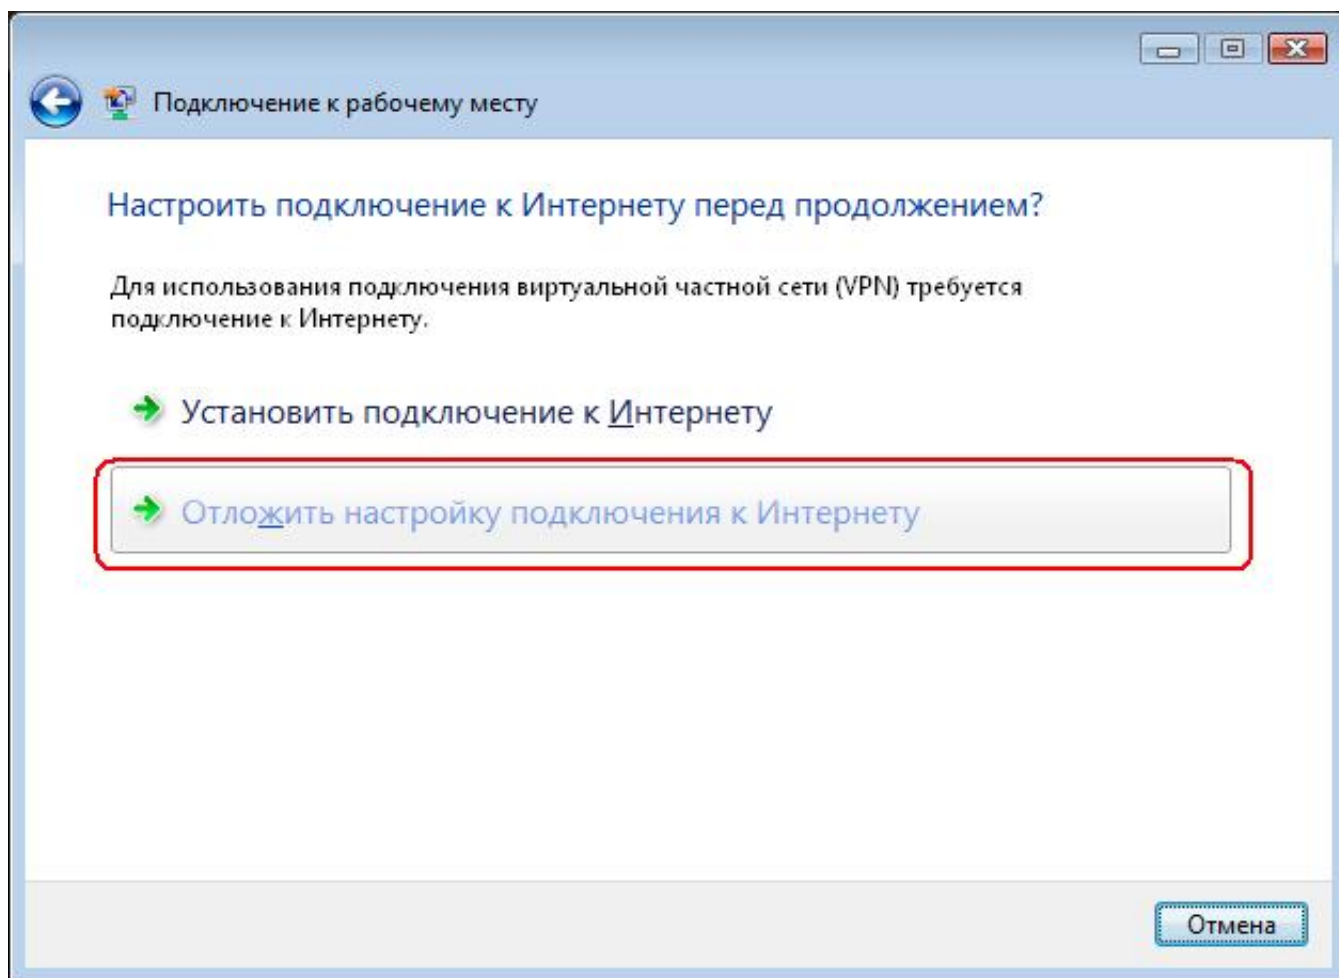 Подключение к рабочему месту
Настроить подключение к Интернету перед продолжением?
Для использования подключения виртуальной частной сети (VPN) требуется
подключение к Интернету.
Установить подключение к Интернету
Отложить настройку подключения к Интернету
Отмена